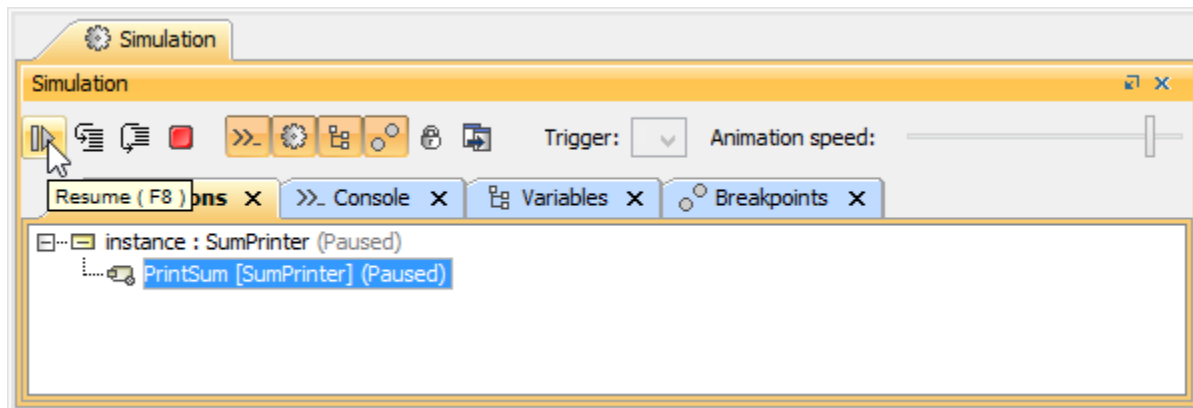 Simulation
Simulation
Trigger: Animation speed:
Resume ( F8 ) ons Console Variables Breakpoints
instance : SumPrinter (Paused)
PrintSum [SumPrinter] (Paused)